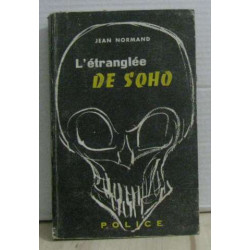 JEAN NORMAND
L'étranglée
DE SOHO
POLICE